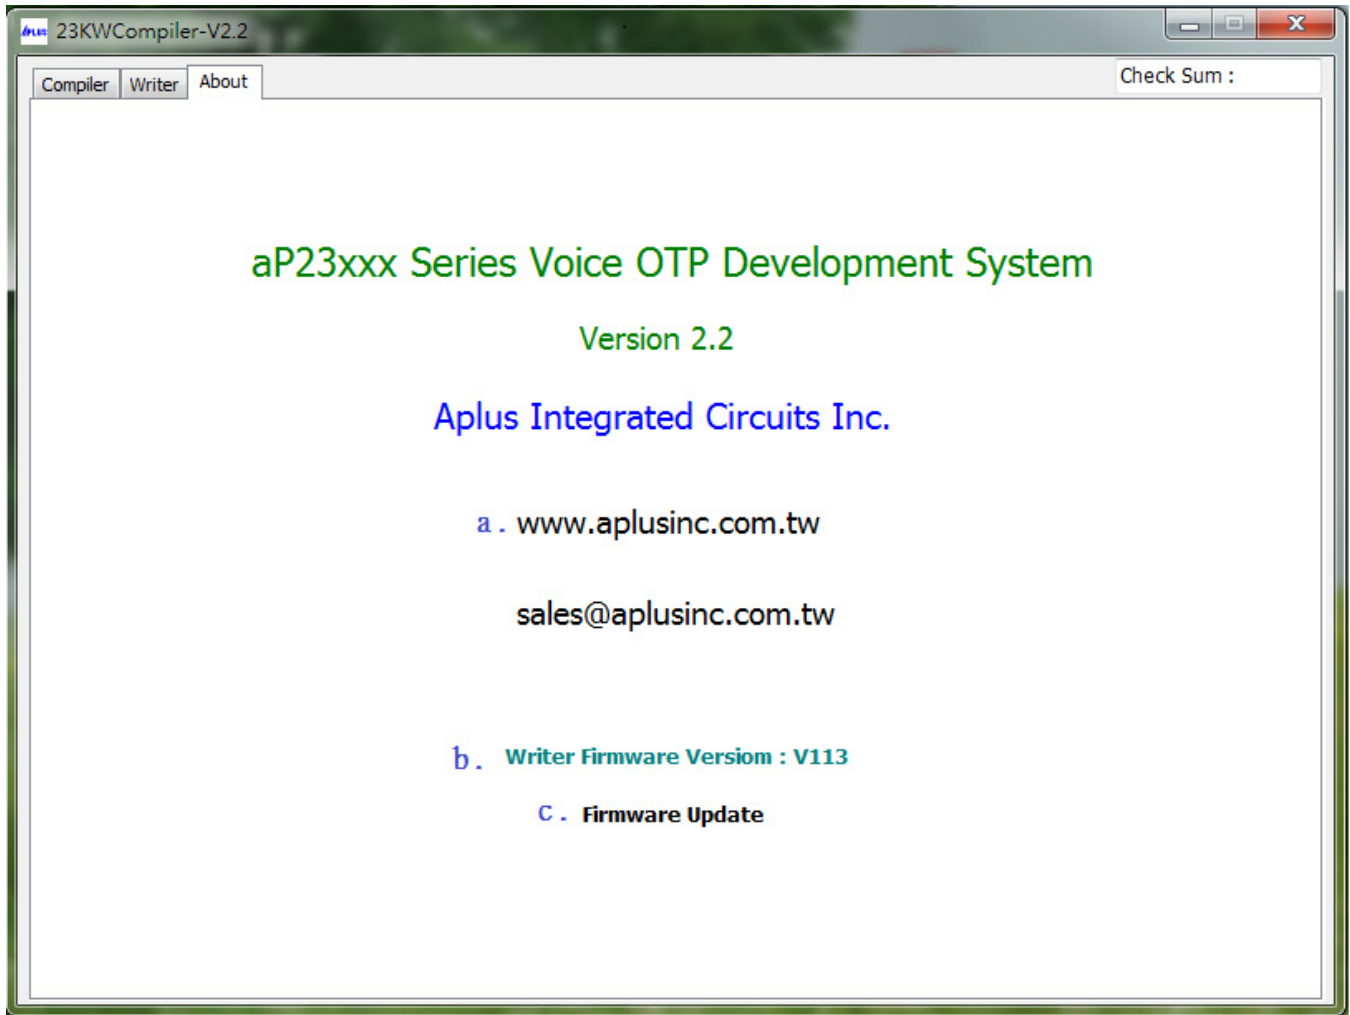 APLUS 23KWCompiler-V2.2
Compiler Writer About Check Sum :
aP23xxx Series Voice OTP Development System
Version 2.2
Aplus Integrated Circuits Inc.
a. www.aplusinc.com.tw
sales@aplusinc.com.tw
b. Writer Firmware Versiom : V113
C. Firmware Update